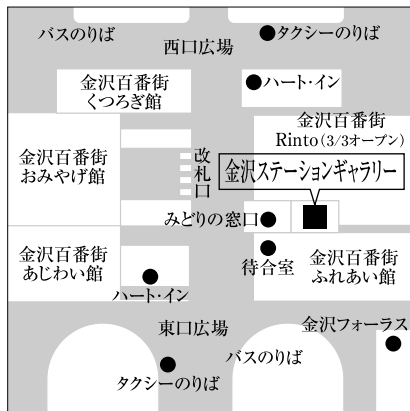 バスのりば
タクシーのりば
西口広場
ハート・イン
金沢百番街
くつろぎ館
金沢百番街
Rinto(3/3オープン)
金沢百番街
おみやげ館
改札口
金沢ステーションギャラリー
みどりの窓口
待合室
金沢百番街
あじわい館
金沢百番街
ふれあい館
ハート・イン
東口広場
金沢フォーラス
バスのりば
タクシーのりば